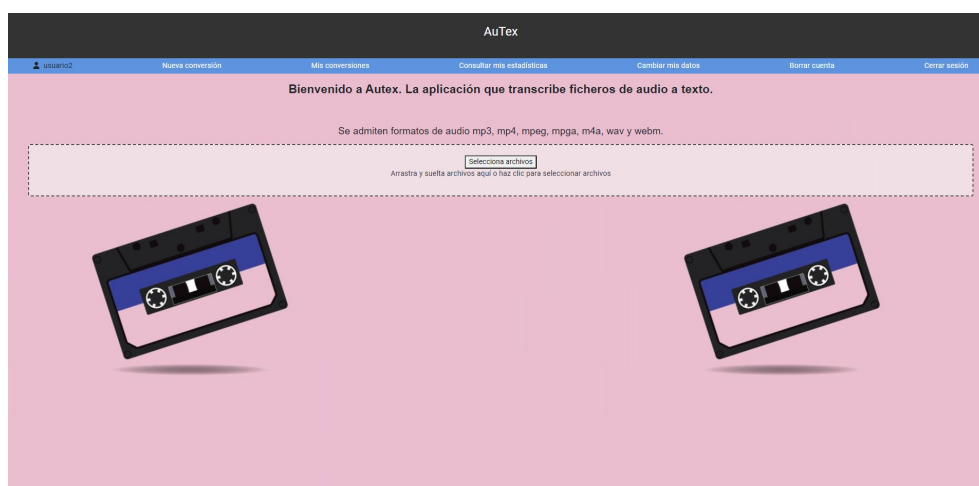 AuTex
usuario2 Nueva conversión Mis conversiones Consultar mis estadísticas Cambiar mis datos Borrar cuenta Cerrar sesión
Bienvenido a Autex. La aplicación que transcribe ficheros de audio a texto.
Se admiten formatos de audio mp3, mp4, mpeg, mpga, m4a, wav y webm.
Selecciona archivos
Arrastra y suelta archivos aquí o haz clic para seleccionar archivos